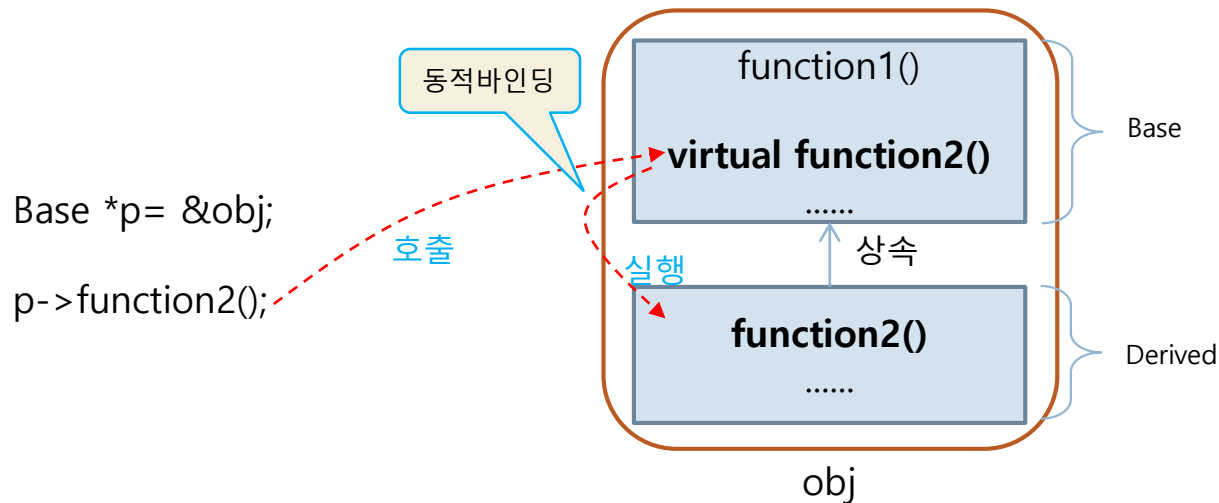 function1()
동적바인딩
Base
virtual function2()
......
Base *p= &obj;
호출
상속
실행
p->function2();
function2()
Derived
......
obj